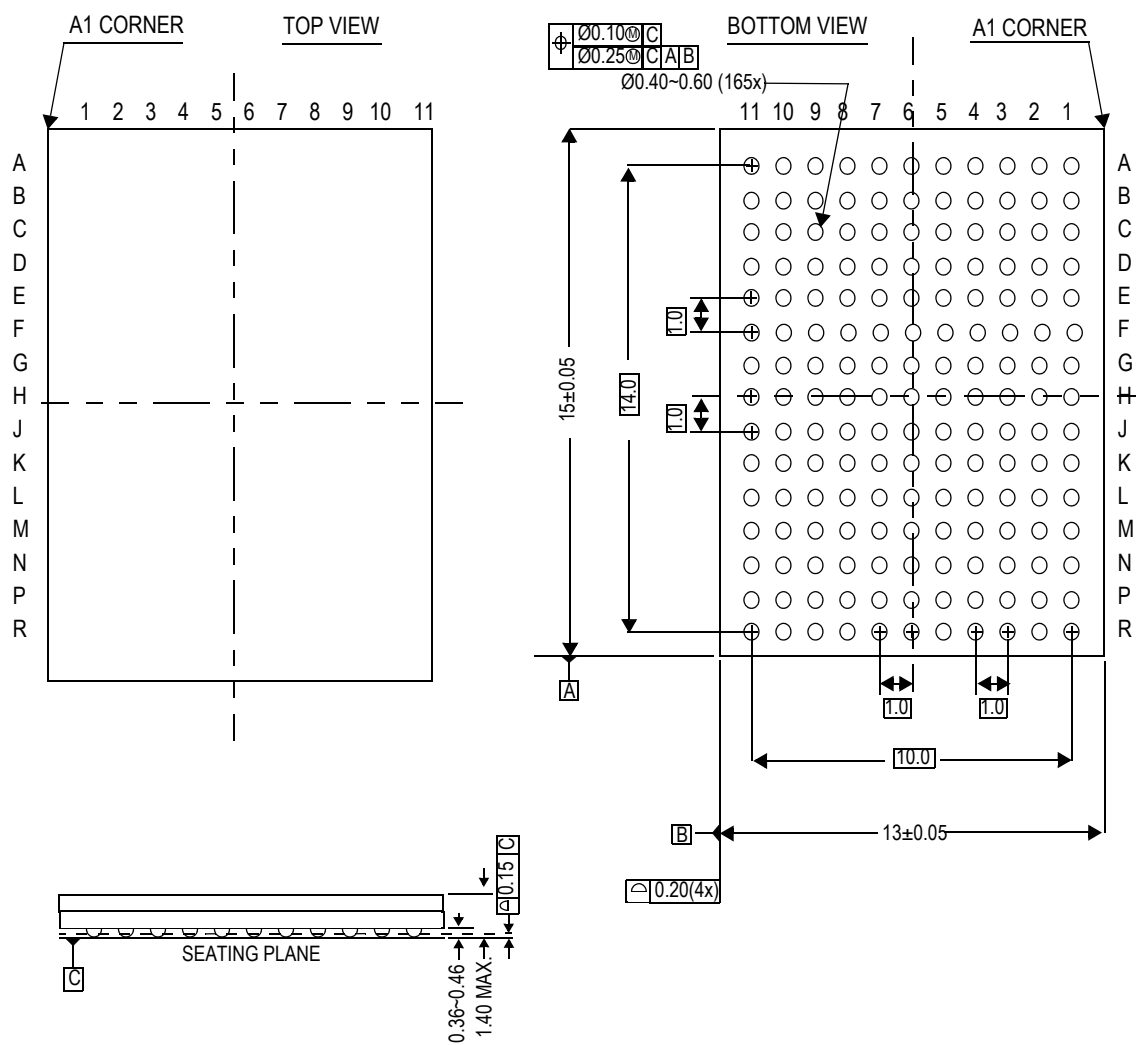 A1 CORNER
TOP VIEW
1 2 3 4 5 6 7 8 9 10 11
A
B
C
D
E
F
G
H
J
K
L
M
N
P
R
Ø0.10Ⓜ C
Ø0.25Ⓜ C A B
BOTTOM VIEW
A1 CORNER
Ø0.40~0.60 (165x)
11 10 9 8 7 6 5 4 3 2 1
A
B
C
D
E
F
G
H
J
K
L
M
N
P
R
1.0
1.0
14.0
15±0.05
A
1.0
1.0
10.0
B
13±0.05
0.20(4x)
0.15 C
SEATING PLANE
C
0.36~0.46
1.40 MAX.